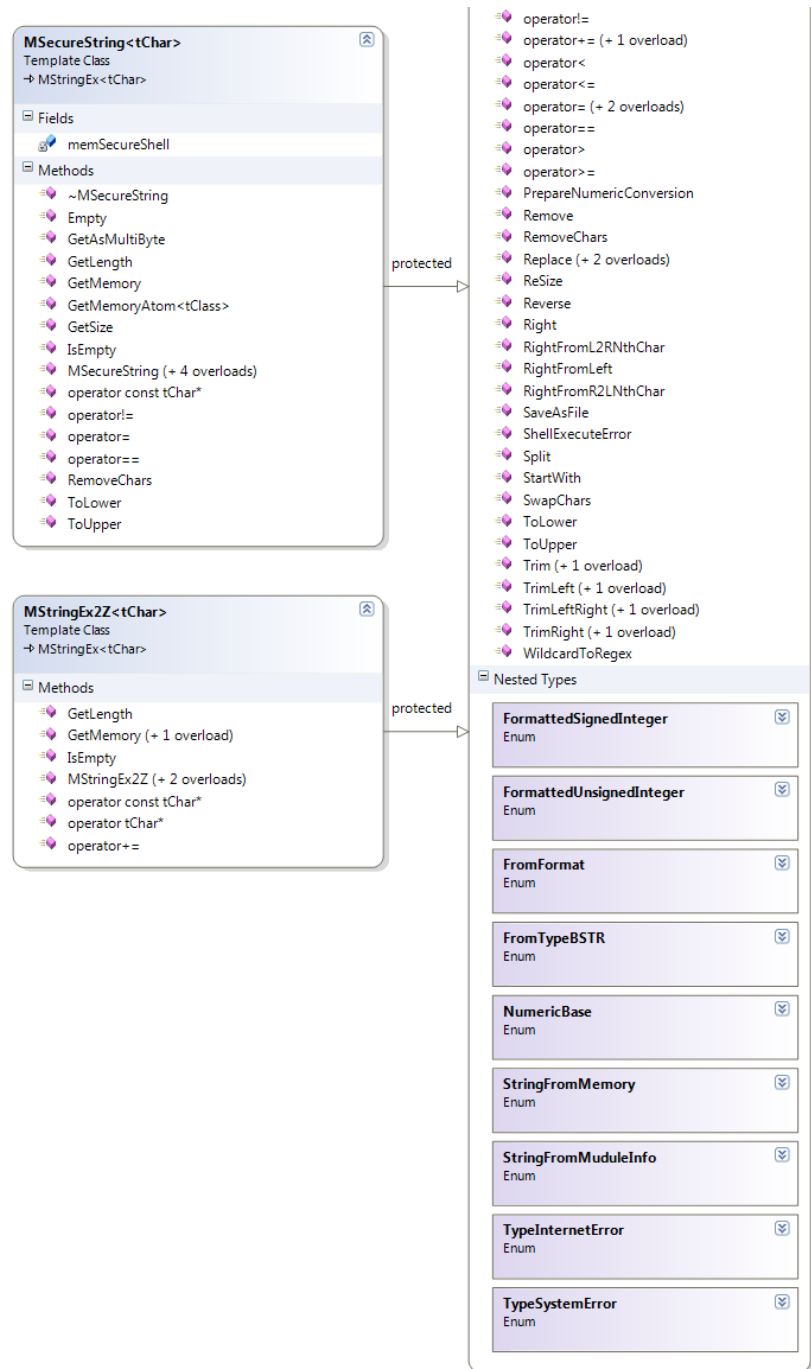 MSecureString<tChar>
Template Class
MStringEx<tChar>
Fields
memSecureShell
Methods
~MSecureString
Empty
GetAsMultiByte
GetLength
GetMemory
GetMemoryAtom<tClass>
GetSize
IsEmpty
MSecureString (+ 4 overloads)
operator const tChar*
operator!=
operator=
operator==
RemoveChars
ToLower
ToUpper
protected
MStringEx2Z<tChar>
Template Class
MStringEx<tChar>
Methods
GetLength
GetMemory (+ 1 overload)
IsEmpty
MStringEx2Z (+ 2 overloads)
operator const tChar*
operator tChar*
operator+=
protected
operator!=
operator+= (+ 1 overload)
operator<
operator<=
operator= (+ 2 overloads)
operator==
operator>
operator>=
PrepareNumericConversion
Remove
RemoveChars
Replace (+ 2 overloads)
ReSize
Reverse
Right
RightFromL2RNthChar
RightFromLeft
RightFromR2LNthChar
SaveAsFile
ShellExecuteError
Split
StartWith
SwapChars
ToLower
ToUpper
Trim (+ 1 overload)
TrimLeft (+ 1 overload)
TrimLeftRight (+ 1 overload)
TrimRight (+ 1 overload)
WildcardToRegex
Nested Types
FormattedSignedInteger
Enum
FormattedUnsignedInteger
Enum
FromFormat
Enum
FromTypeBSTR
Enum
NumericBase
Enum
StringFromMemory
Enum
StringFromMuduleInfo
Enum
TypeInternetError
Enum
TypeSystemError
Enum